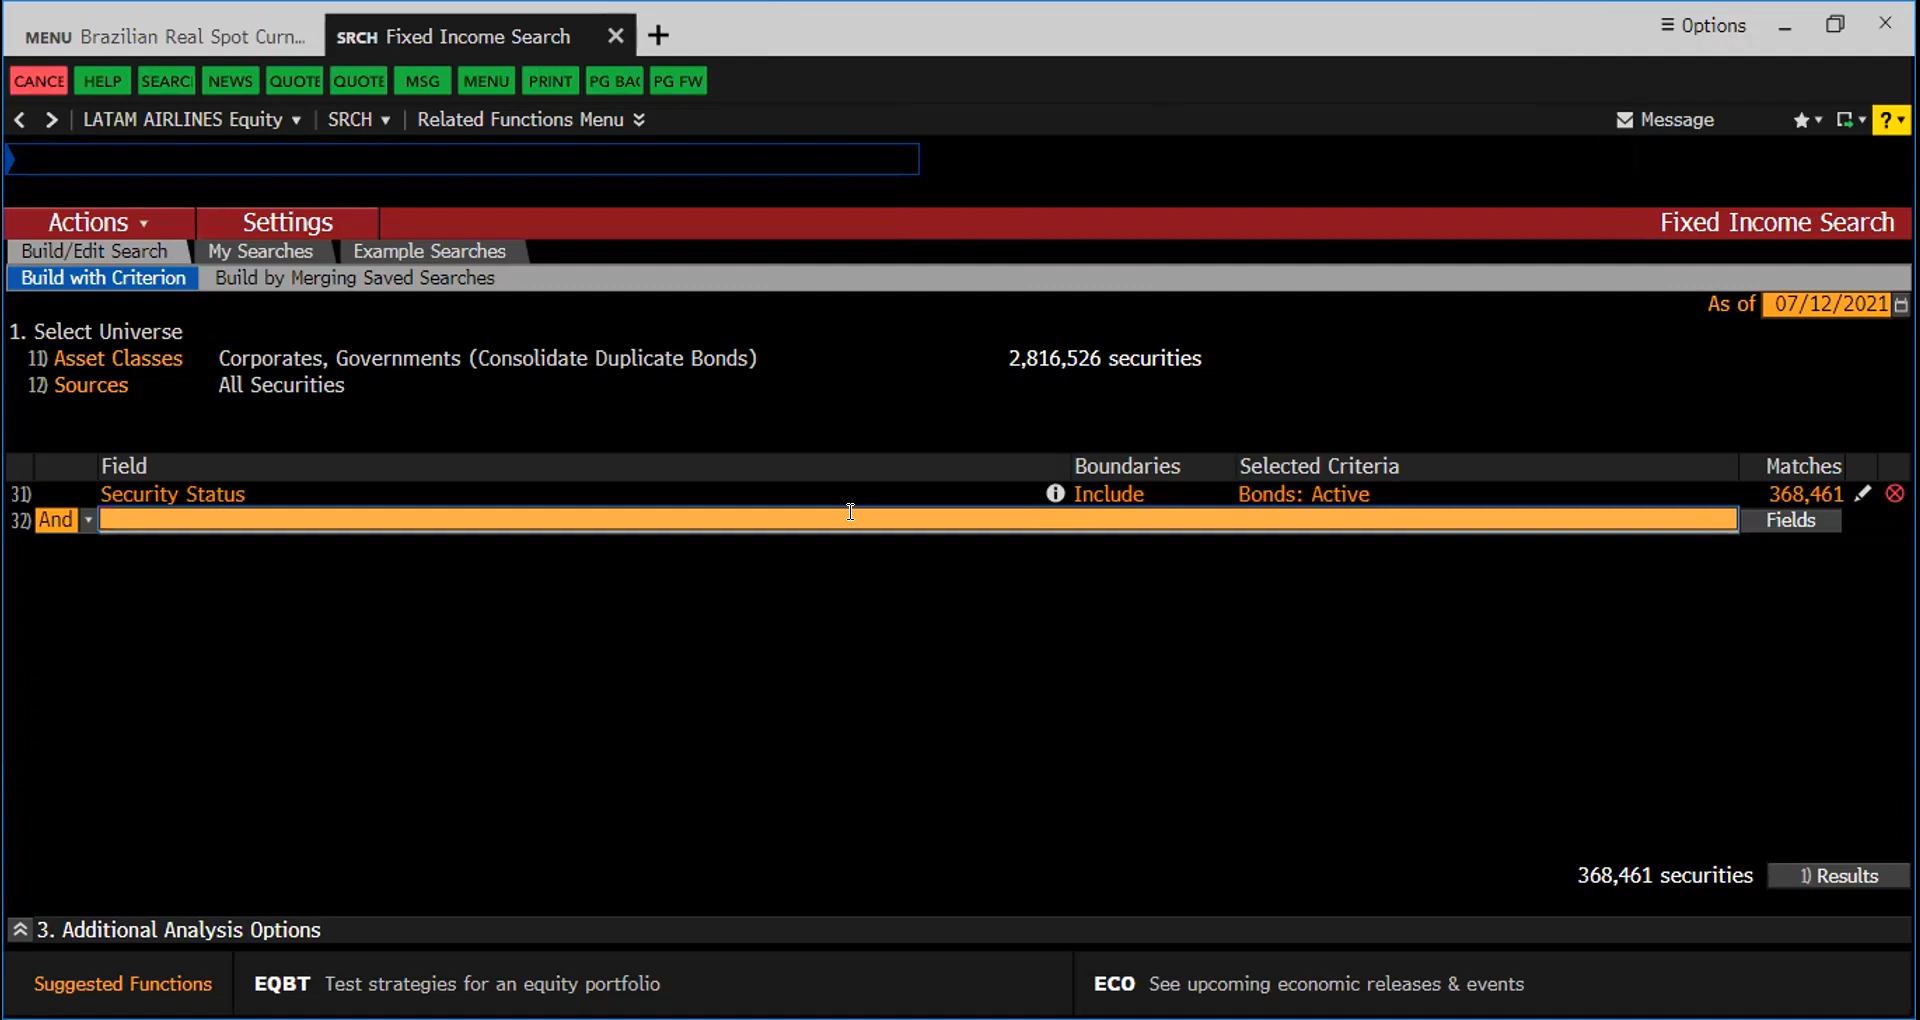 MENU Brazilian Real Spot Curn...
SRCH Fixed Income Search
Options
CANCE HELP SEARC NEWS QUOTE QUOTE MSG MENU PRINT PG BAC PG FW
LATAM AIRLINES Equity SRCH Related Functions Menu Message ?
Actions Settings Fixed Income Search
Build/Edit Search My Searches Example Searches
Build with Criterion Build by Merging Saved Searches
As of 07/12/2021
1. Select Universe
11) Asset Classes Corporates, Governments (Consolidate Duplicate Bonds) 2,816,526 securities
12) Sources All Securities
Field Boundaries Selected Criteria Matches
31) Security Status Include Bonds: Active 368,461
32) And Fields
368,461 securities 1) Results
3. Additional Analysis Options
Suggested Functions EQBT Test strategies for an equity portfolio ECO See upcoming economic releases & events